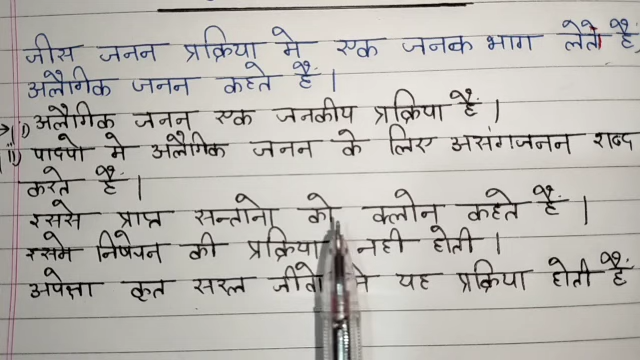 जीस जनन प्रक्रिया मे एक जनक भाग लेता है
अलैगिक जनन कहते है।
→ i) अलैगिक जनन एक जनकीय प्रक्रिया है।
ii) पादपो मे अलैगिक जनन के लिए असंगजनन शब्द
करते है।
इससे प्राप्त सन्तानो को क्लोन कहते है।
इसमे निषेचन की प्रक्रिया नही होती।
अपेक्षा कृत सरल जीवो मे यह प्रक्रिया होती है